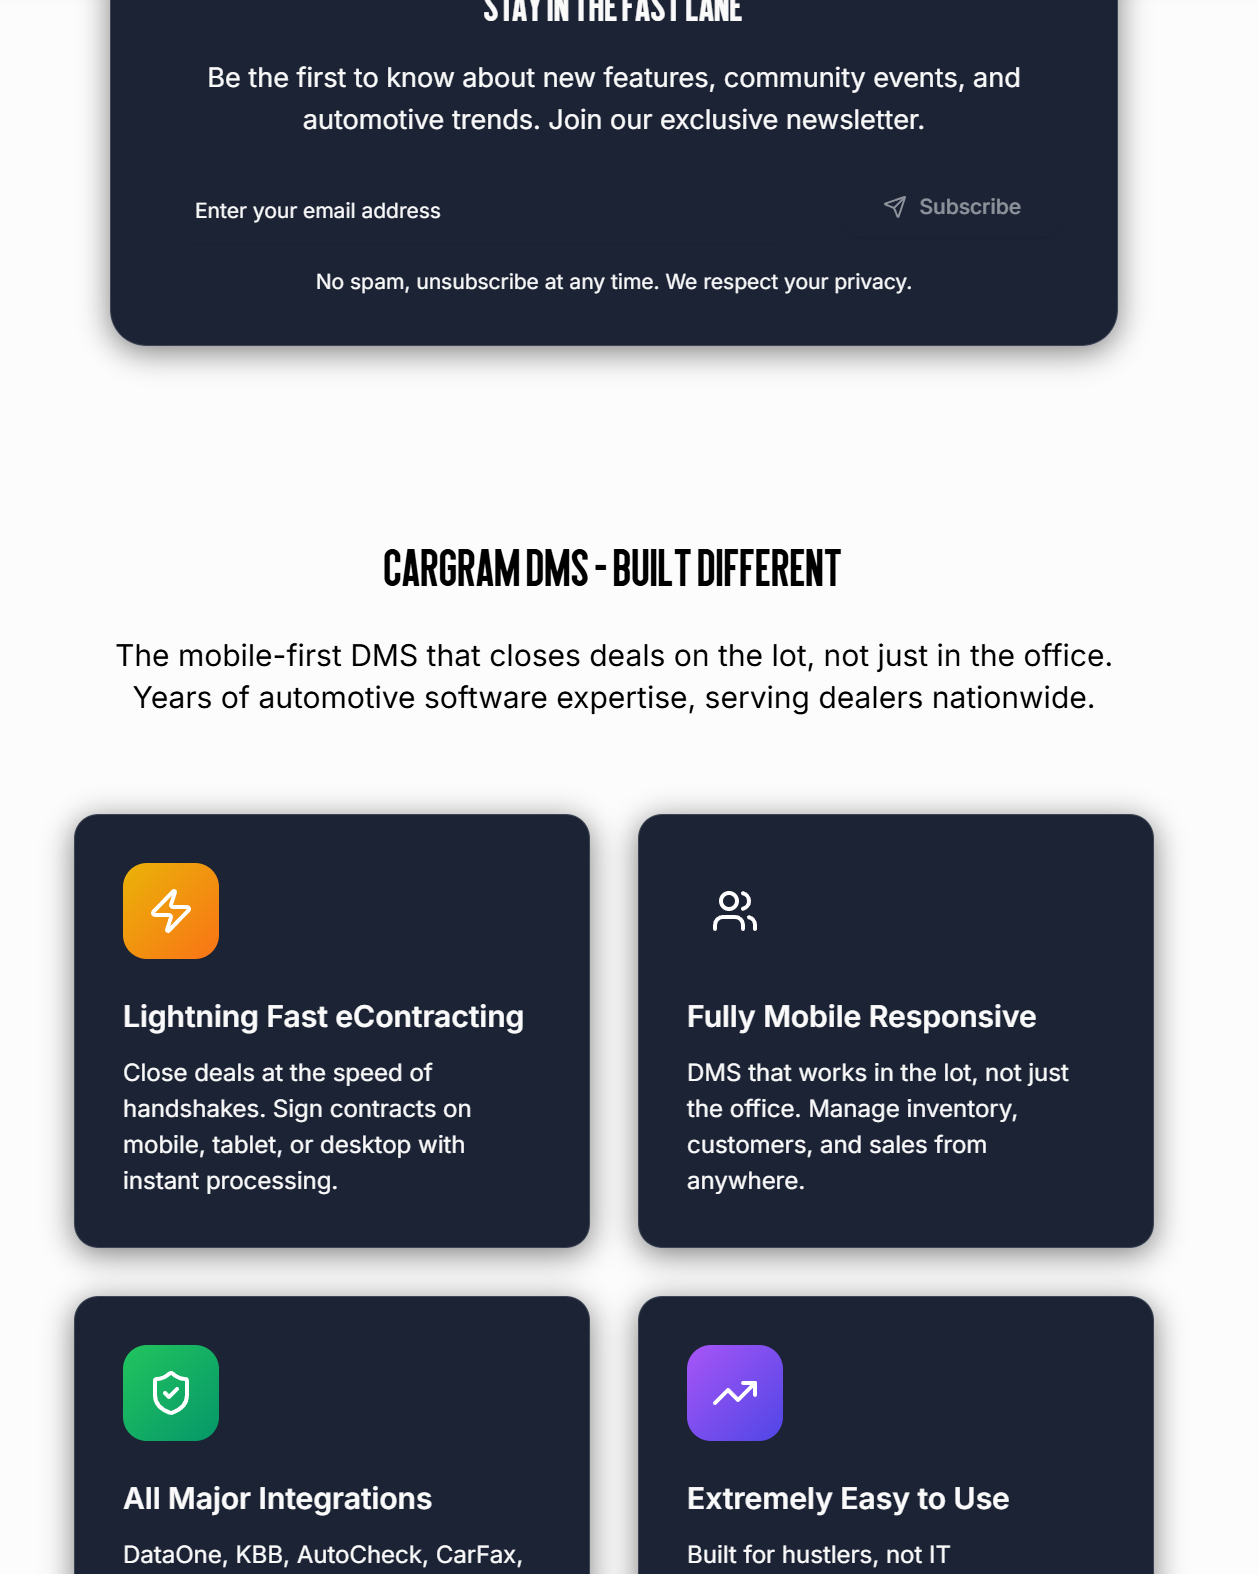 STAY IN THE FAST LANE
Be the first to know about new features, community events, and
automotive trends. Join our exclusive newsletter.
Enter your email address
Subscribe
No spam, unsubscribe at any time. We respect your privacy.
CARGRAM DMS - BUILT DIFFERENT
The mobile-first DMS that closes deals on the lot, not just in the office.
Years of automotive software expertise, serving dealers nationwide.
Lightning Fast eContracting
Close deals at the speed of
handshakes. Sign contracts on
mobile, tablet, or desktop with
instant processing.
Fully Mobile Responsive
DMS that works in the lot, not just
the office. Manage inventory,
customers, and sales from
anywhere.
All Major Integrations
DataOne, KBB, AutoCheck, CarFax,
Extremely Easy to Use
Built for hustlers, not IT